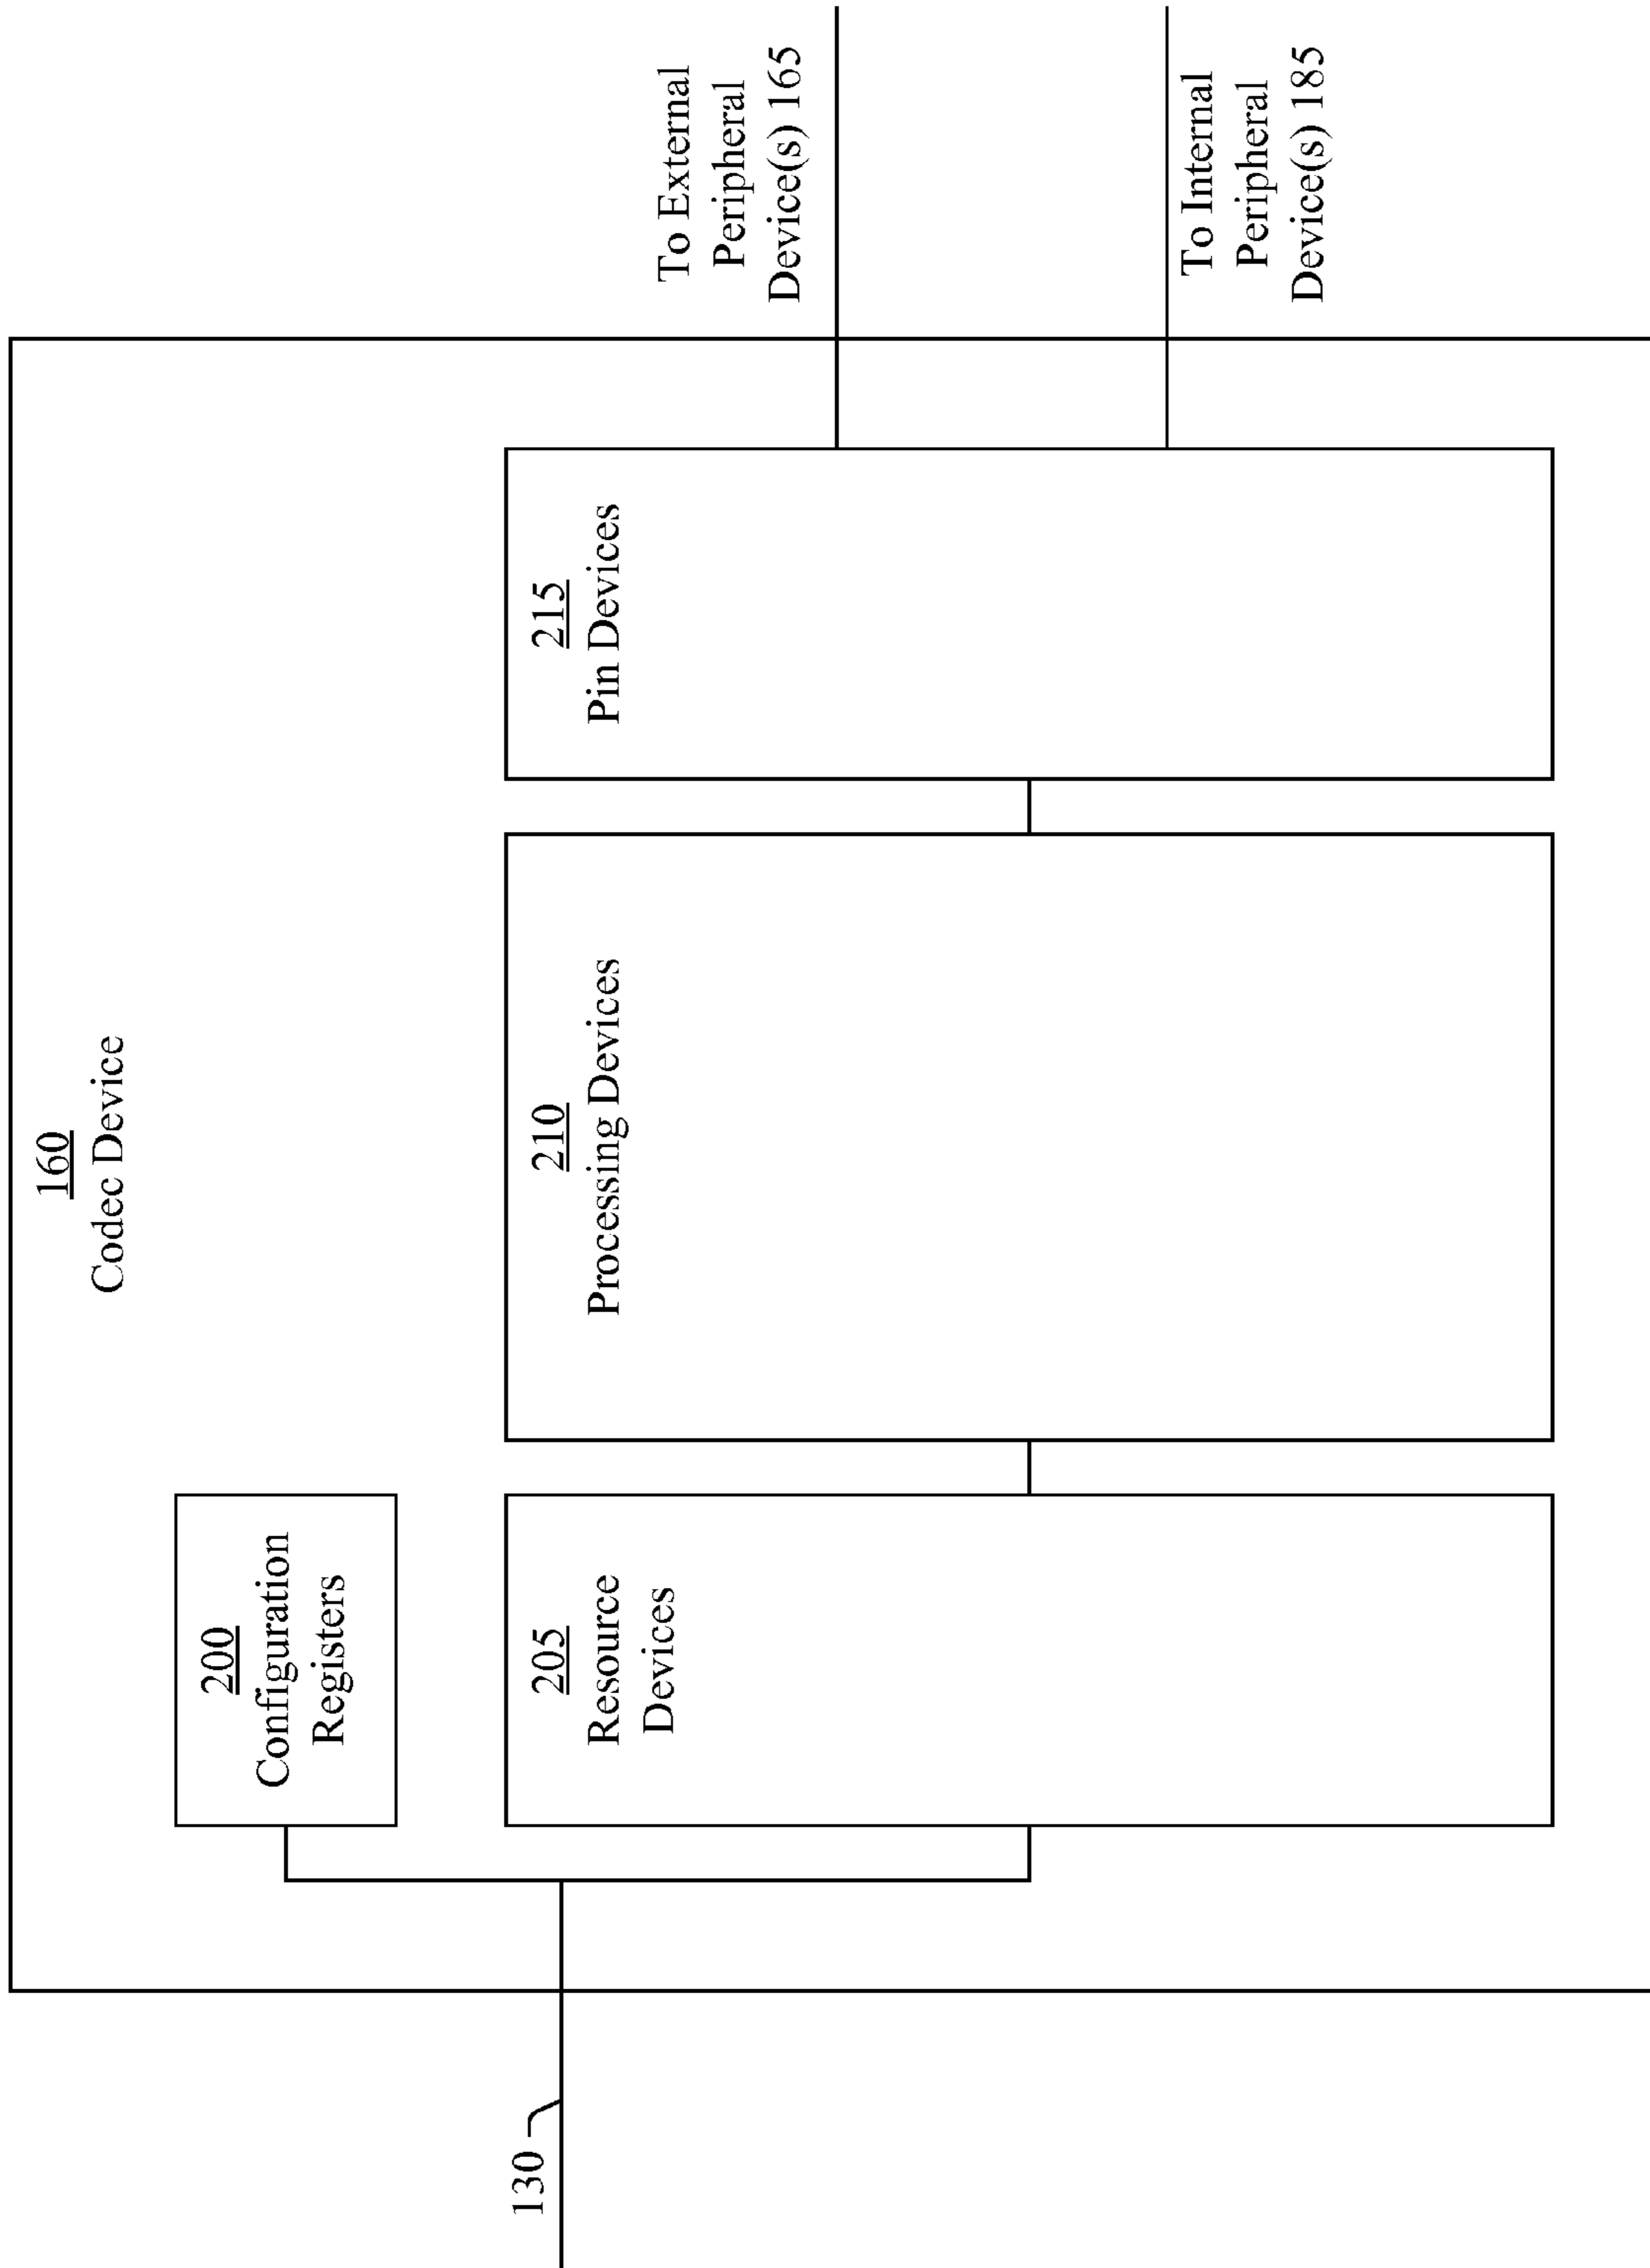 160
Codec Device
200
Configuration
Registers
130
205
Resource
Devices
210
Processing Devices
215
Pin Devices
To External
Peripheral
Device(s) 165
To Internal
Peripheral
Device(s) 185